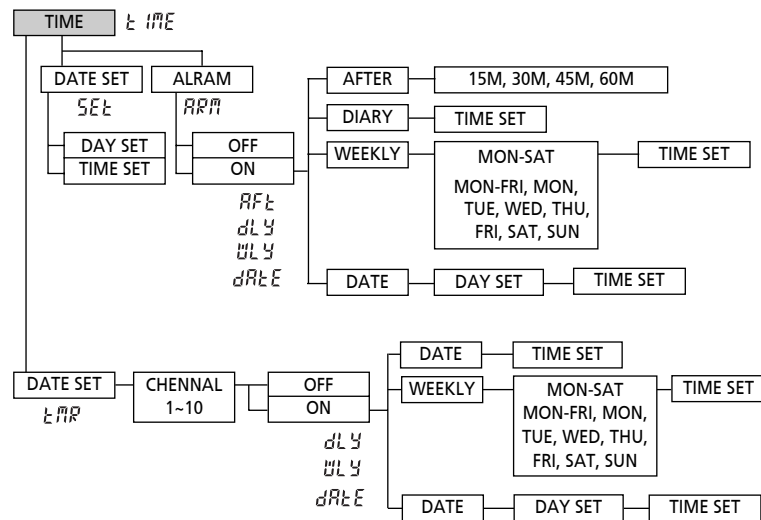 TIME tIME
DATE SET
SEt
DAY SET
TIME SET
ALRAM
ARM
OFF
ON
AFt
dLY
WLY
dAtE
AFTER
15M, 30M, 45M, 60M
DIARY
TIME SET
WEEKLY
MON-SAT
MON-FRI, MON,
TUE, WED, THU,
FRI, SAT, SUN
TIME SET
DATE
DAY SET
TIME SET
DATE SET
tMR
CHENNAL
1~10
OFF
ON
dLY
WLY
dAtE
DATE
TIME SET
WEEKLY
MON-SAT
MON-FRI, MON,
TUE, WED, THU,
FRI, SAT, SUN
TIME SET
DATE
DAY SET
TIME SET